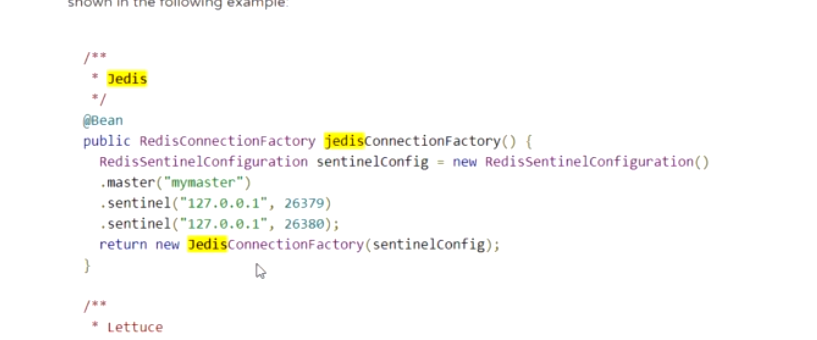 shown in the following example:
/**
* Jedis
*/
@Bean
public RedisConnectionFactory jedisConnectionFactory() {
RedisSentinelConfiguration sentinelConfig = new RedisSentinelConfiguration()
.master("mymaster")
.sentinel("127.0.0.1", 26379)
.sentinel("127.0.0.1", 26380);
return new JedisConnectionFactory(sentinelConfig);
}
/**
* Lettuce